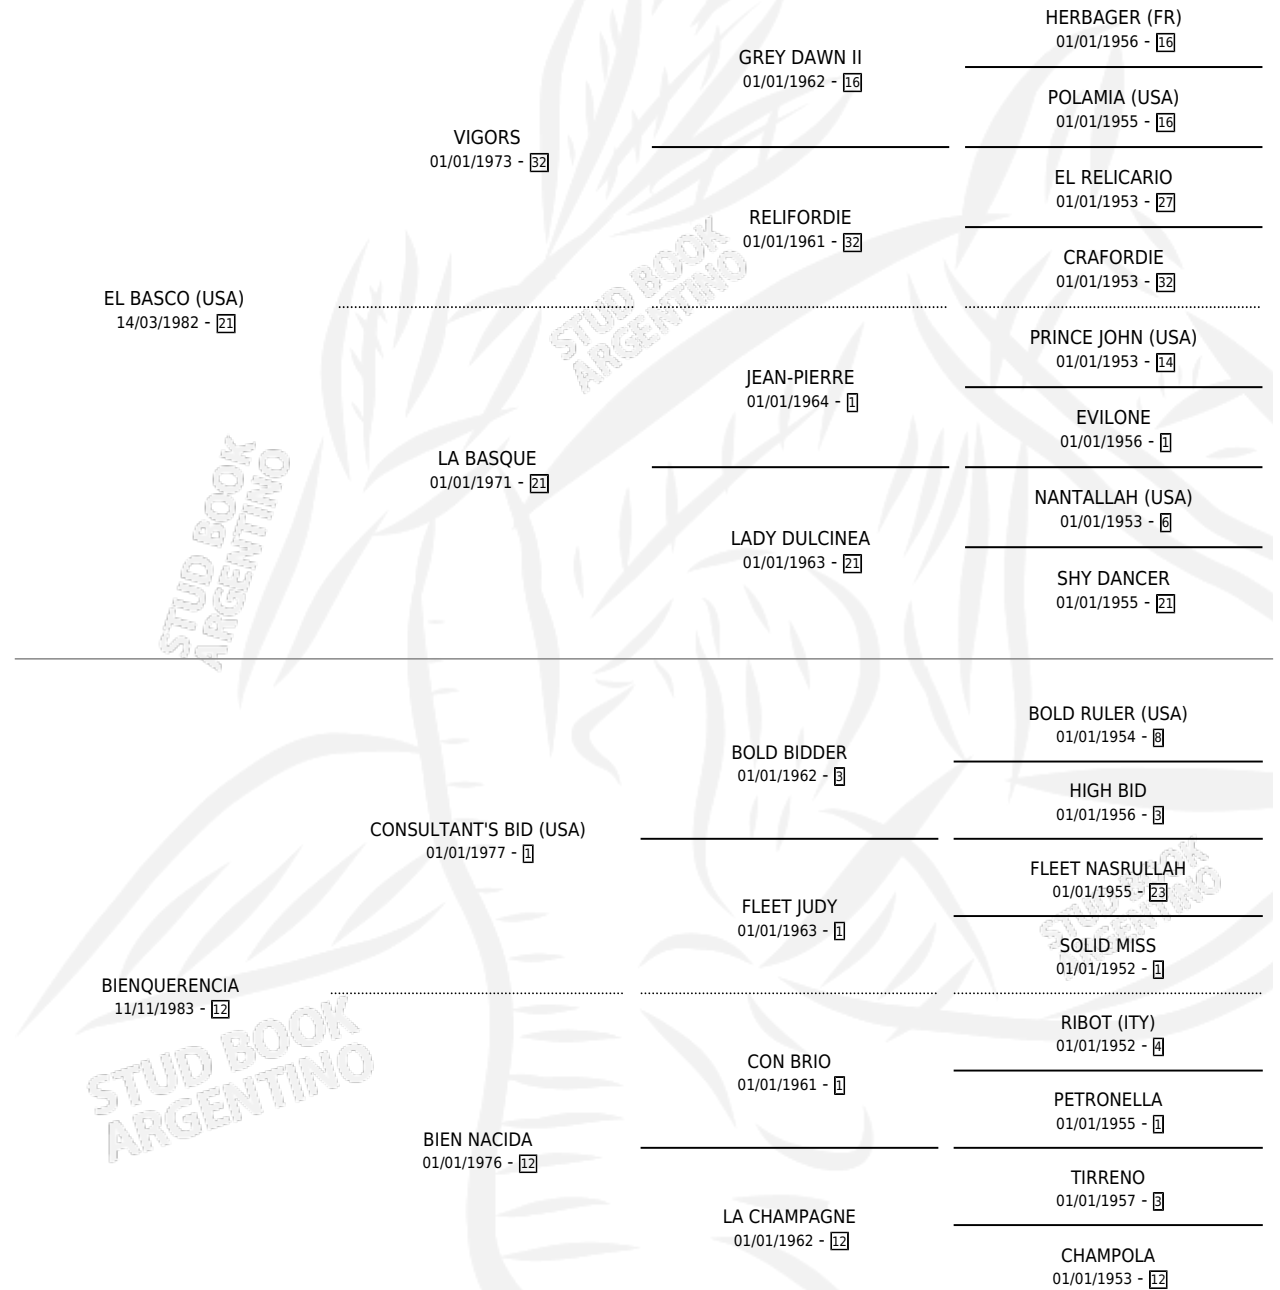 HERBAGER (FR)
01/01/1956 - 16
GREY DAWN II
01/01/1962 - 16
POLAMIA (USA)
01/01/1955 - 16
VIGORS
01/01/1973 - 32
EL RELICARIO
01/01/1953 - 27
RELIFORDIE
01/01/1961 - 32
CRAFORDIE
01/01/1953 - 32
EL BASCO (USA)
14/03/1982 - 21
PRINCE JOHN (USA)
01/01/1953 - 14
JEAN-PIERRE
01/01/1964 - 1
EVILONE
01/01/1956 - 1
LA BASQUE
01/01/1971 - 21
NANTALLAH (USA)
01/01/1953 - 6
LADY DULCINEA
01/01/1963 - 21
SHY DANCER
01/01/1955 - 21
BOLD RULER (USA)
01/01/1954 - 8
BOLD BIDDER
01/01/1962 - 3
HIGH BID
01/01/1956 - 3
CONSULTANT'S BID (USA)
01/01/1977 - 1
FLEET NASRULLAH
01/01/1955 - 23
FLEET JUDY
01/01/1963 - 1
SOLID MISS
01/01/1952 - 1
BIENQUERENCIA
11/11/1983 - 12
RIBOT (ITY)
01/01/1952 - 4
CON BRIO
01/01/1961 - 1
PETRONELLA
01/01/1955 - 1
BIEN NACIDA
01/01/1976 - 12
TIRRENO
01/01/1957 - 3
LA CHAMPAGNE
01/01/1962 - 12
CHAMPOLA
01/01/1953 - 12
STUD BOOK
ARGENTINO
STUD BOOK
ARGENTINO
STUD BOOK
ARGENTINO
STUD BOOK
ARGENTINO